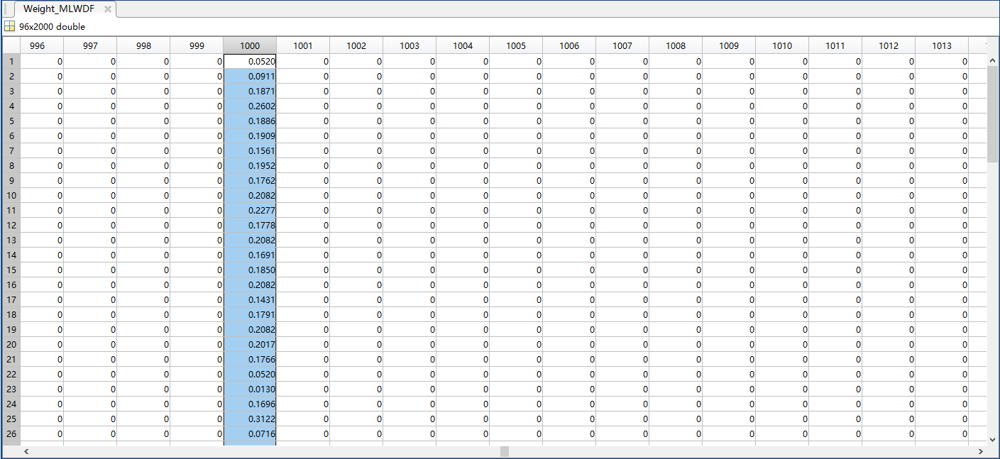 Weight_MLWDF
96x2000 double
996 997 998 999 1000 1001 1002 1003 1004 1005 1006 1007 1008 1009 1010 1011 1012 1013
1 0 0 0 0 0.0520 0 0 0 0 0 0 0 0 0 0 0 0 0
2 0 0 0 0 0.0911 0 0 0 0 0 0 0 0 0 0 0 0 0
3 0 0 0 0 0.1871 0 0 0 0 0 0 0 0 0 0 0 0 0
4 0 0 0 0 0.2602 0 0 0 0 0 0 0 0 0 0 0 0 0
5 0 0 0 0 0.1886 0 0 0 0 0 0 0 0 0 0 0 0 0
6 0 0 0 0 0.1909 0 0 0 0 0 0 0 0 0 0 0 0 0
7 0 0 0 0 0.1561 0 0 0 0 0 0 0 0 0 0 0 0 0
8 0 0 0 0 0.1952 0 0 0 0 0 0 0 0 0 0 0 0 0
9 0 0 0 0 0.1762 0 0 0 0 0 0 0 0 0 0 0 0 0
10 0 0 0 0 0.2082 0 0 0 0 0 0 0 0 0 0 0 0 0
11 0 0 0 0 0.2277 0 0 0 0 0 0 0 0 0 0 0 0 0
12 0 0 0 0 0.1778 0 0 0 0 0 0 0 0 0 0 0 0 0
13 0 0 0 0 0.2082 0 0 0 0 0 0 0 0 0 0 0 0 0
14 0 0 0 0 0.1691 0 0 0 0 0 0 0 0 0 0 0 0 0
15 0 0 0 0 0.1850 0 0 0 0 0 0 0 0 0 0 0 0 0
16 0 0 0 0 0.2082 0 0 0 0 0 0 0 0 0 0 0 0 0
17 0 0 0 0 0.1431 0 0 0 0 0 0 0 0 0 0 0 0 0
18 0 0 0 0 0.1791 0 0 0 0 0 0 0 0 0 0 0 0 0
19 0 0 0 0 0.2082 0 0 0 0 0 0 0 0 0 0 0 0 0
20 0 0 0 0 0.2017 0 0 0 0 0 0 0 0 0 0 0 0 0
21 0 0 0 0 0.1766 0 0 0 0 0 0 0 0 0 0 0 0 0
22 0 0 0 0 0.0520 0 0 0 0 0 0 0 0 0 0 0 0 0
23 0 0 0 0 0.0130 0 0 0 0 0 0 0 0 0 0 0 0 0
24 0 0 0 0 0.1696 0 0 0 0 0 0 0 0 0 0 0 0 0
25 0 0 0 0 0.3122 0 0 0 0 0 0 0 0 0 0 0 0 0
26 0 0 0 0 0.0716 0 0 0 0 0 0 0 0 0 0 0 0 0